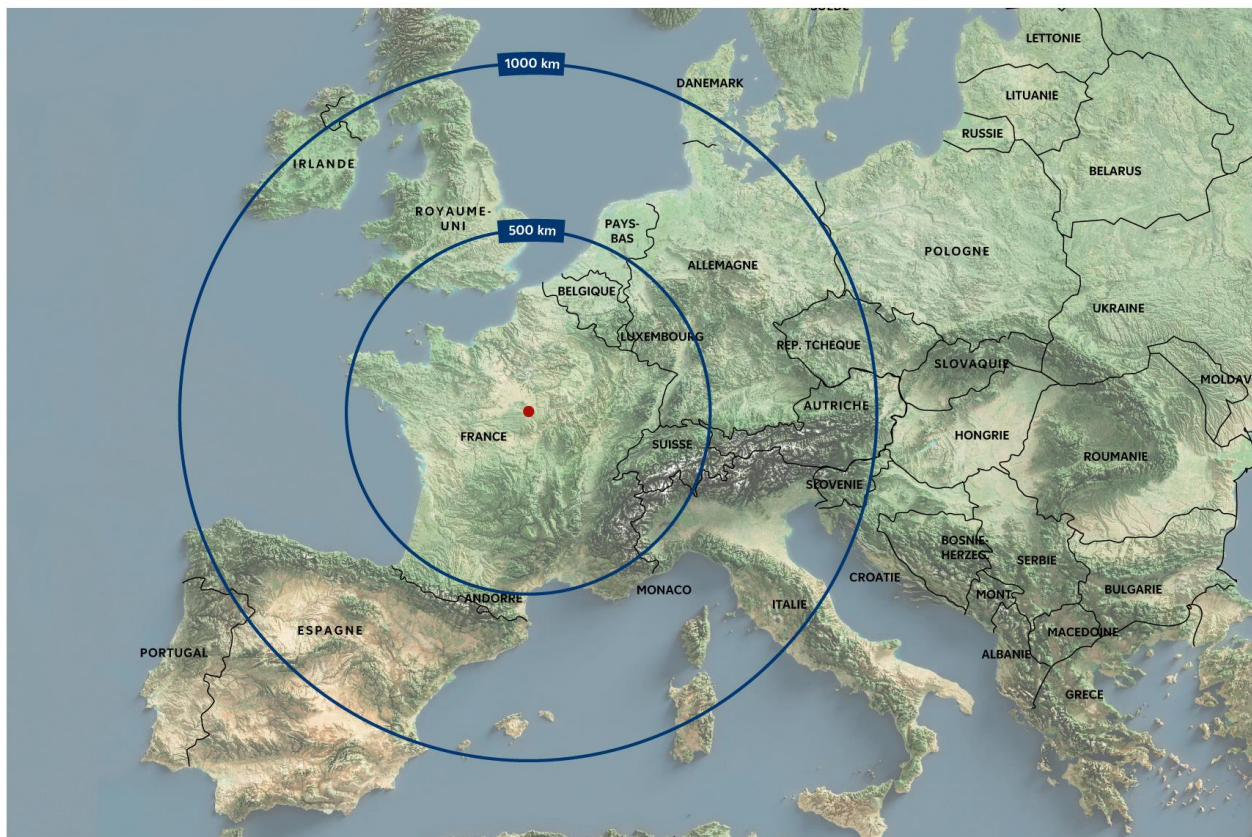 SUEDE
LETTONIE
1000 km
DANEMARK
LITUANIE
RUSSIE
IRLANDE
BELARUS
ROYAUME-
UNI
500 km
PAYS-
BAS
POLOGNE
ALLEMAGNE
BELGIQUE
UKRAINE
LUXEMBOURG
REP. TCHEQUE
SLOVAQUIE
MOLDAV
AUTRICHE
FRANCE
SUISSE
HONGRIE
ROUMANIE
SLOVENIE
BOSNIE-
HERZEG.
SERBIE
CROATIE
MONACO
ANDORRE
MONT.
BULGARIE
ITALIE
ESPAGNE
MACEDOINE
PORTUGAL
ALBANIE
GRECE